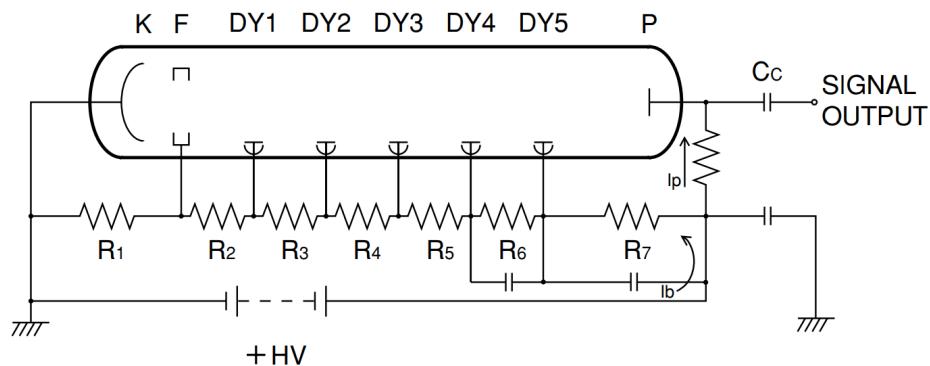 K F DY1 DY2 DY3 DY4 DY5 P
CC
SIGNAL
OUTPUT
Ip
R1 R2 R3 R4 R5 R6 R7
Ib
+HV